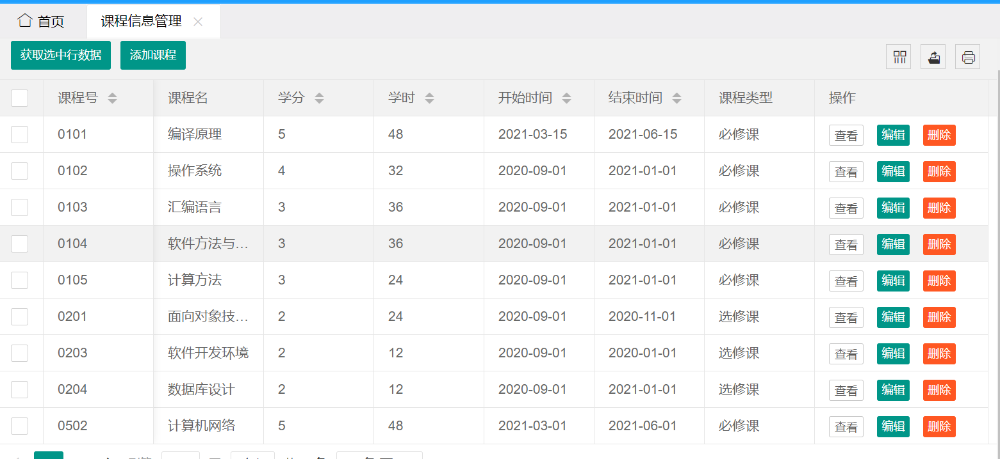 首页 课程信息管理
获取选中行数据 添加课程
课程号 课程名 学分 学时 开始时间 结束时间 课程类型 操作
0101 编译原理 5 48 2021-03-15 2021-06-15 必修课 查看 编辑 删除
0102 操作系统 4 32 2020-09-01 2021-01-01 必修课 查看 编辑 删除
0103 汇编语言 3 36 2020-09-01 2021-01-01 必修课 查看 编辑 删除
0104 软件方法与... 3 36 2020-09-01 2021-01-01 必修课 查看 编辑 删除
0105 计算方法 3 24 2020-09-01 2021-01-01 必修课 查看 编辑 删除
0201 面向对象技... 2 24 2020-09-01 2020-11-01 选修课 查看 编辑 删除
0203 软件开发环境 2 12 2020-09-01 2020-01-01 选修课 查看 编辑 删除
0204 数据库设计 2 12 2020-09-01 2021-01-01 选修课 查看 编辑 删除
0502 计算机网络 5 48 2021-03-01 2021-06-01 必修课 查看 编辑 删除